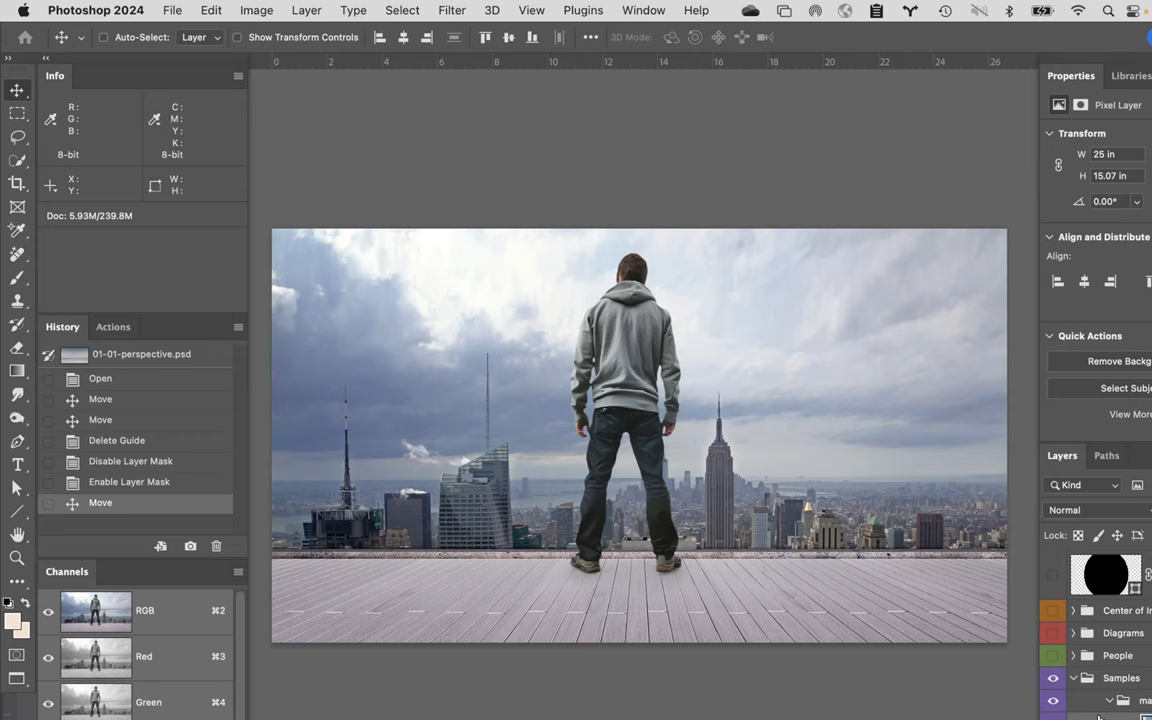 Photoshop 2024 File Edit Image Layer Type Select Filter 3D View Plugins Window Help
Auto-Select: Layer Show Transform Controls 3D Mode:
Info
R: C:
G: M:
B: Y:
K:
8-bit 8-bit
X: W:
Y: H:
Doc: 5.93M/239.8M
History Actions
01-01-perspective.psd
Open
Move
Move
Delete Guide
Disable Layer Mask
Enable Layer Mask
Move
Channels
RGB ⌘2
Red ⌘3
Green ⌘4
0 2 4 6 8 10 12 14 16 18 20 22 24 26
Properties Libraries
Pixel Layer
Transform
W 25 in
H 15.07 in
0.00°
Align and Distribute
Align:
Quick Actions
Remove Backg
Select Subje
View More
Layers Paths
Kind
Normal
Lock:
Center of In
Diagrams
People
Samples
ma